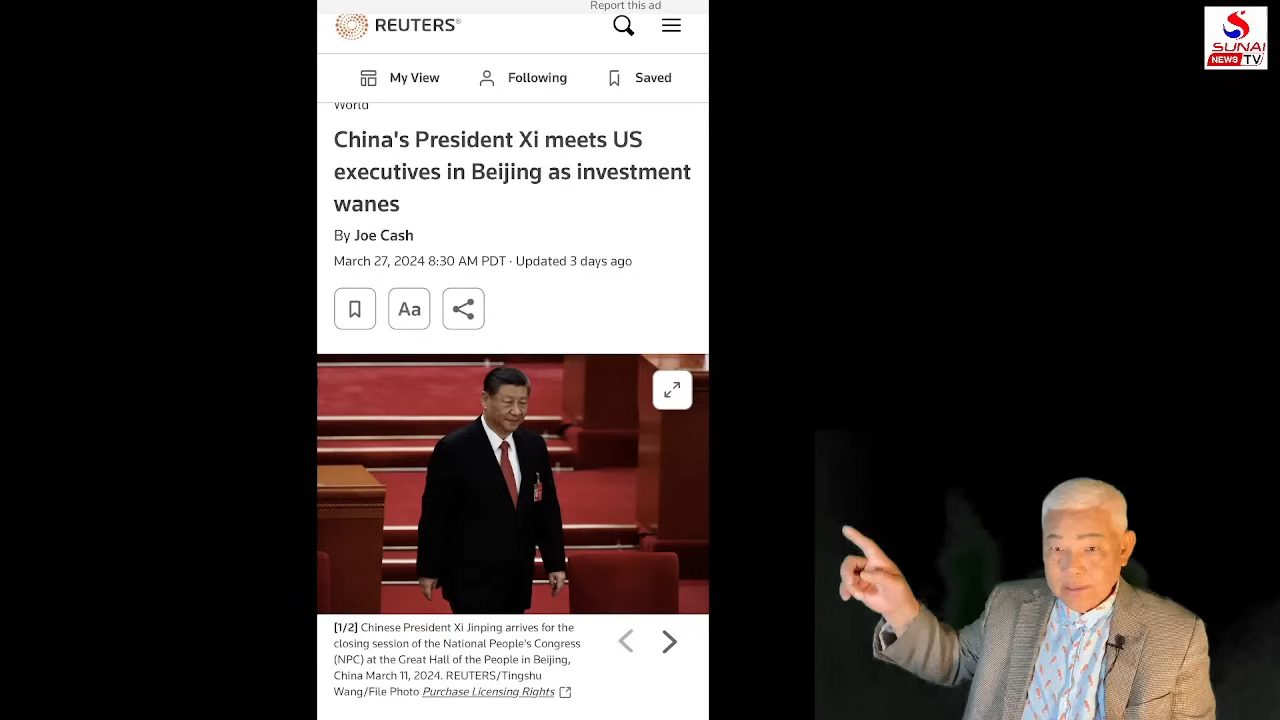 Report this ad
REUTERS®
My View
Following
Saved
World
China's President Xi meets US
executives in Beijing as investment
wanes
By Joe Cash
March 27, 2024 8:30 AM PDT · Updated 3 days ago
Aa
[1/2] Chinese President Xi Jinping arrives for the
closing session of the National People's Congress
(NPC) at the Great Hall of the People in Beijing,
China March 11, 2024. REUTERS/Tingshu
Wang/File Photo Purchase Licensing Rights
SUNAI
NEWS TV